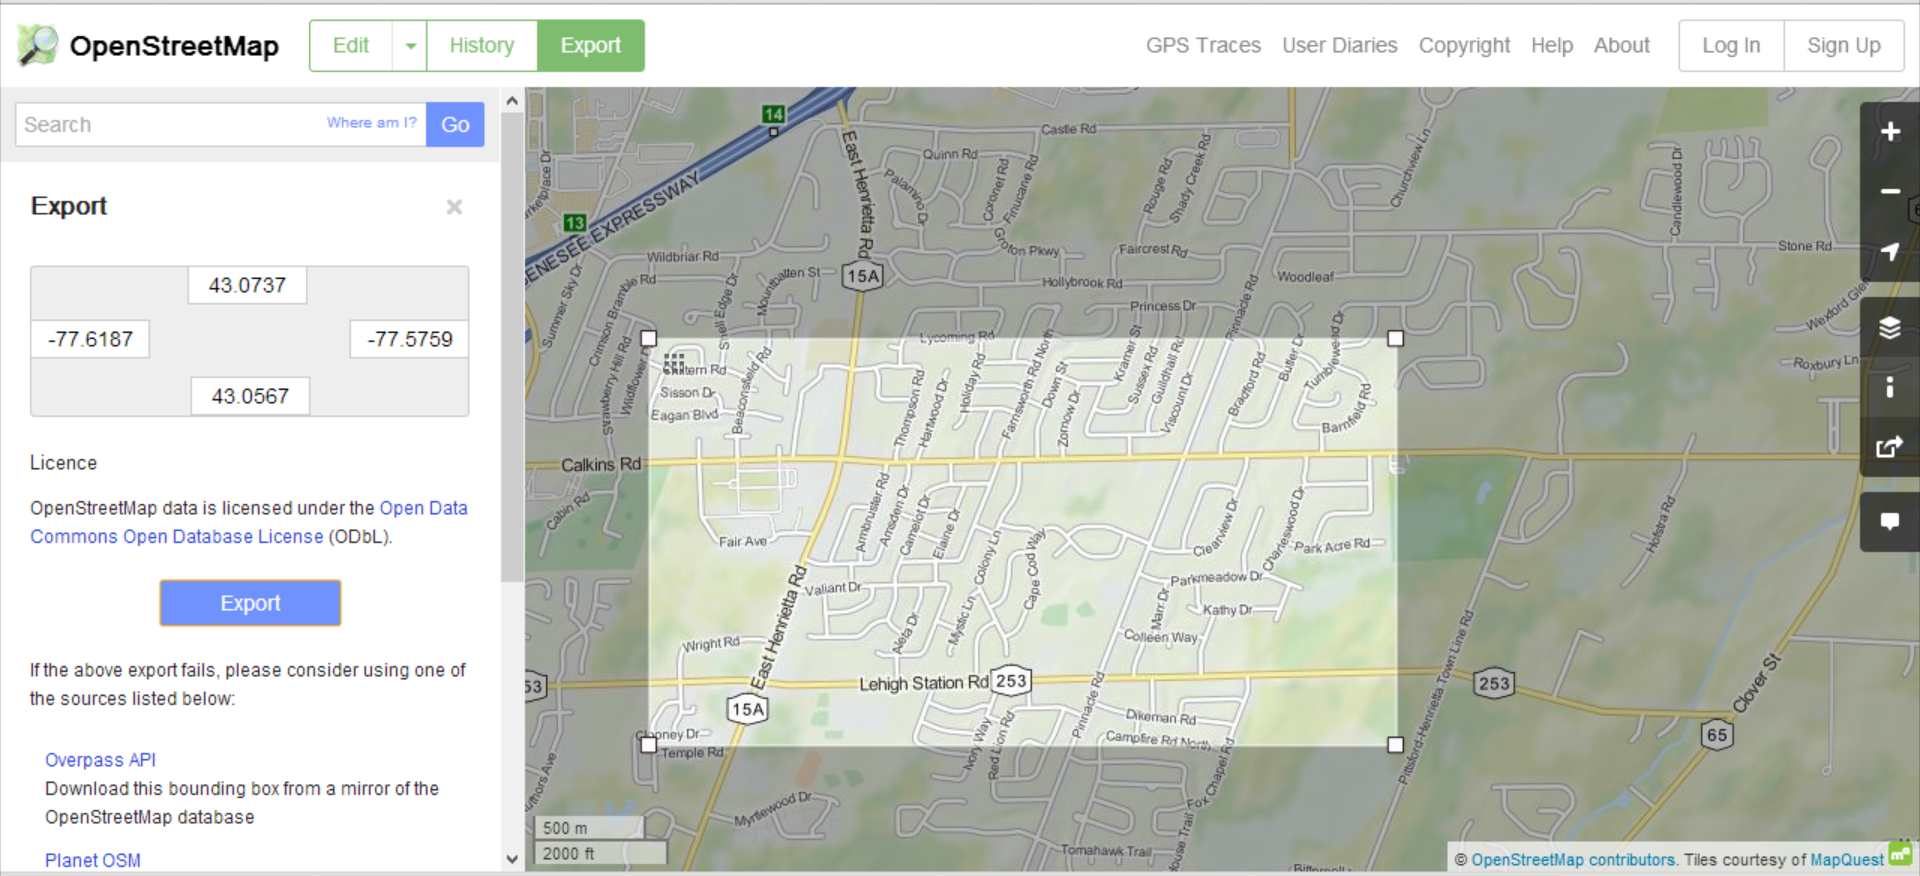 OpenStreetMap
Edit
History
Export
GPS Traces
User Diaries
Copyright
Help
About
Log In
Sign Up
Search
Where am I?
Go
Export
43.0737
-77.6187
-77.5759
43.0567
Licence
OpenStreetMap data is licensed under the Open Data
Commons Open Database License (ODbL).
Export
If the above export fails, please consider using one of
the sources listed below:
Overpass API
Download this bounding box from a mirror of the
OpenStreetMap database
Planet OSM
14
Castle Rd
East Henrietta Rd
Quinn Rd
Palamino Dr
Coronet Rd
Finucane Rd
Rouge Rd
Shady Creek Rd
Churchview Ln
Candlewood Dr
13
GENESEE EXPRESSWAY
Wildbriar Rd
Grofon Pkwy
Faircrest Rd
Stone Rd
Summer Sky Dr
Crimson Bramble Rd
Mountbatten St
15A
Hollybrook Rd
Woodleaf
Princess Dr
Pinnacle Rd
Wexford Glen
Lycoming Rd
Strawberry Hill Rd
Sisson Dr
Eagan Blvd
Beaconsfield Rd
Thompson Rd
Hartwood Dr
Holiday Rd
Farnsworth Rd North
Down St
Zornow Dr
Kramer St
Sussex Rd
Guildhall Rd
Viscount Dr
Bradford Rd
Butler Dr
Tumbleweed Dr
Barnfield Rd
Roxbury Ln
Calkins Rd
Cabin Rd
Armbruster Rd
Amsden Dr
Camelot Dr
Elaine Dr
Colony Ln
Cape Cod Way
Clearview Dr
Charleswood Dr
Hofstra Rd
Fair Ave
Park Acre Rd
Valiant Dr
Parkmeadow Dr
East Henrietta Rd
Aleta Dr
Mystic Ln
Marr Dr
Kathy Dr
Wright Rd
Colleen Way
Pittsford-Henrietta Town Line Rd
53
Lehigh Station Rd
253
253
Clover St
15A
Pinnacle Rd
Dikeman Rd
65
Ivory Way
Red Lion Rd
Campfire Rd North
Temple Rd
Fox Chapel Rd
Myrtlewood Dr
500 m
2000 ft
Tomahawk Trail
© OpenStreetMap contributors. Tiles courtesy of MapQuest